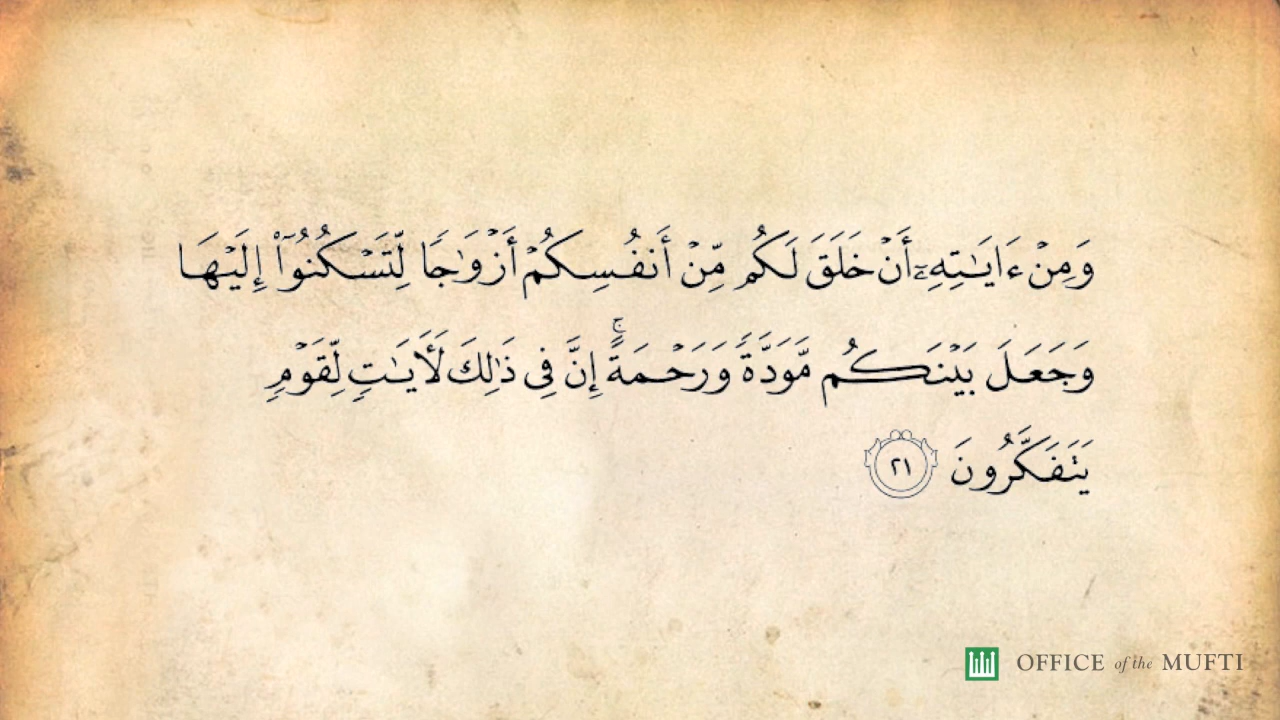 وَمِنْ ءَايَـٰتِهِۦٓ أَنْ خَلَقَ لَكُم مِّنْ أَنفُسِكُمْ أَزْوَٰجًا لِّتَسْكُنُوٓا۟ إِلَيْهَا
وَجَعَلَ بَيْنَكُم مَّوَدَّةً وَرَحْمَةً ۚ إِنَّ فِى ذَٰلِكَ لَـَٔايَـٰتٍ لِّقَوْمٍ
يَتَفَكَّرُونَ ٢١
OFFICE of the MUFTI